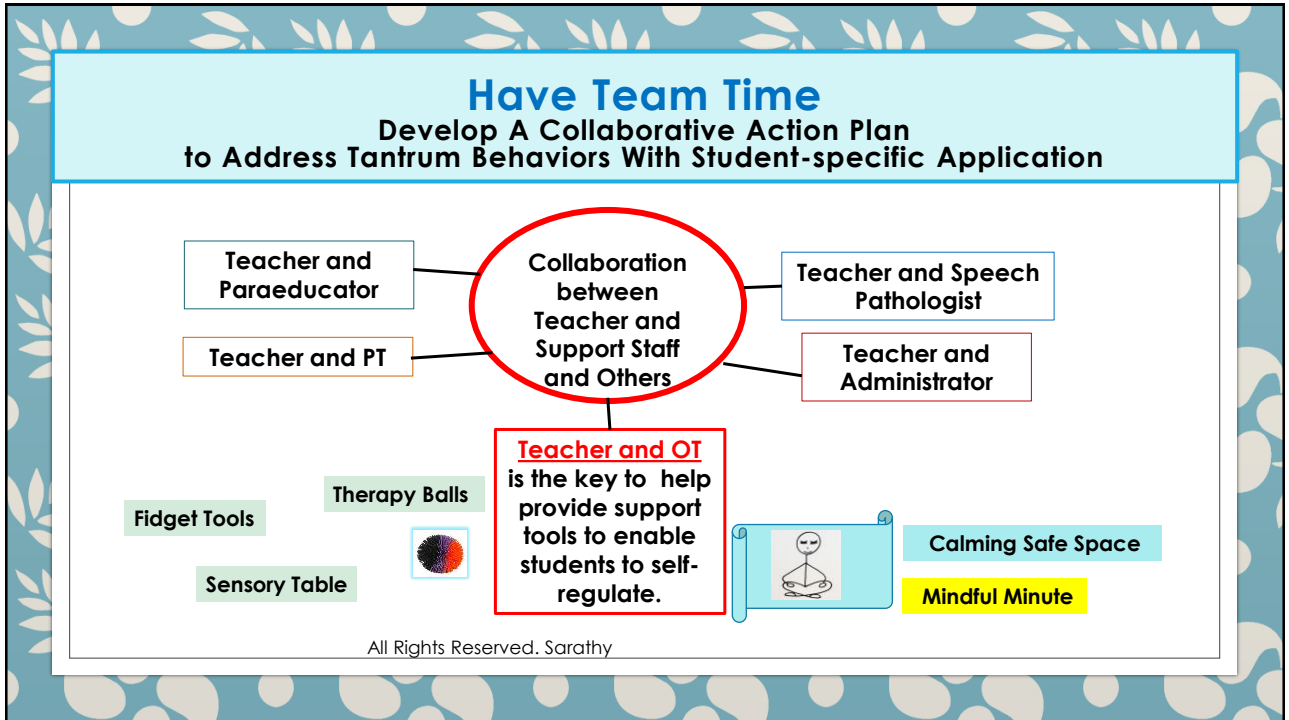 Have Team Time
Develop A Collaborative Action Plan
to Address Tantrum Behaviors With Student-specific Application
Teacher and
Paraeducator
Teacher and PT
Collaboration
between
Teacher and
Support Staff
and Others
Teacher and Speech
Pathologist
Teacher and
Administrator
Teacher and OT
is the key to help
provide support
tools to enable
students to self-
regulate.
Therapy Balls
Fidget Tools
Sensory Table
Calming Safe Space
Mindful Minute
All Rights Reserved. Sarathy